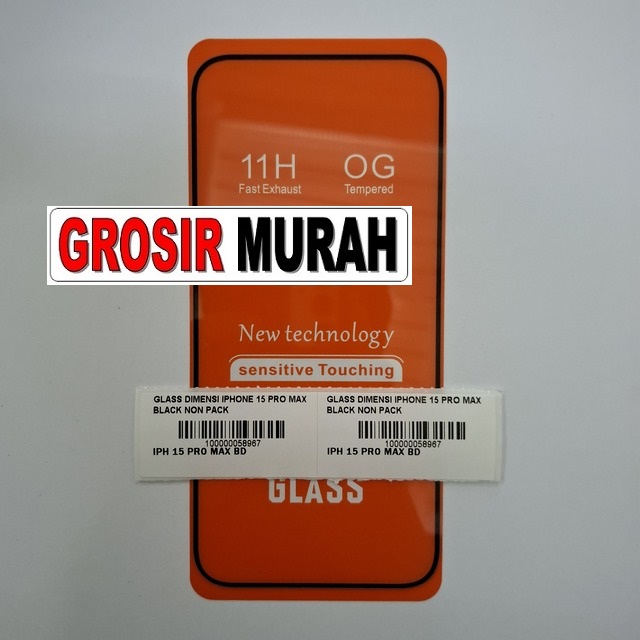 11H OG
Fast Exhaust Tempered
GROSIR MURAH
New technology
sensitive Touching
GLASS DIMENSI IPHONE 15 PRO MAX
BLACK NON PACK
100000058967
IPH 15 PRO MAX BD
GLASS DIMENSI IPHONE 15 PRO MAX
BLACK NON PACK
100000058967
IPH 15 PRO MAX BD
GLASS